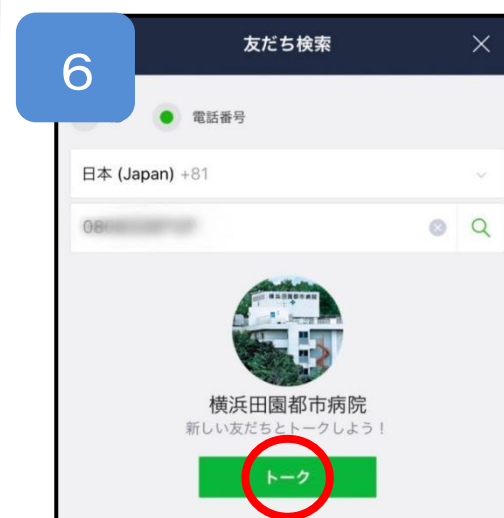 6
友だち検索
電話番号
日本 (Japan) +81
横浜田園都市病院
新しい友だちとトークしよう！
トーク